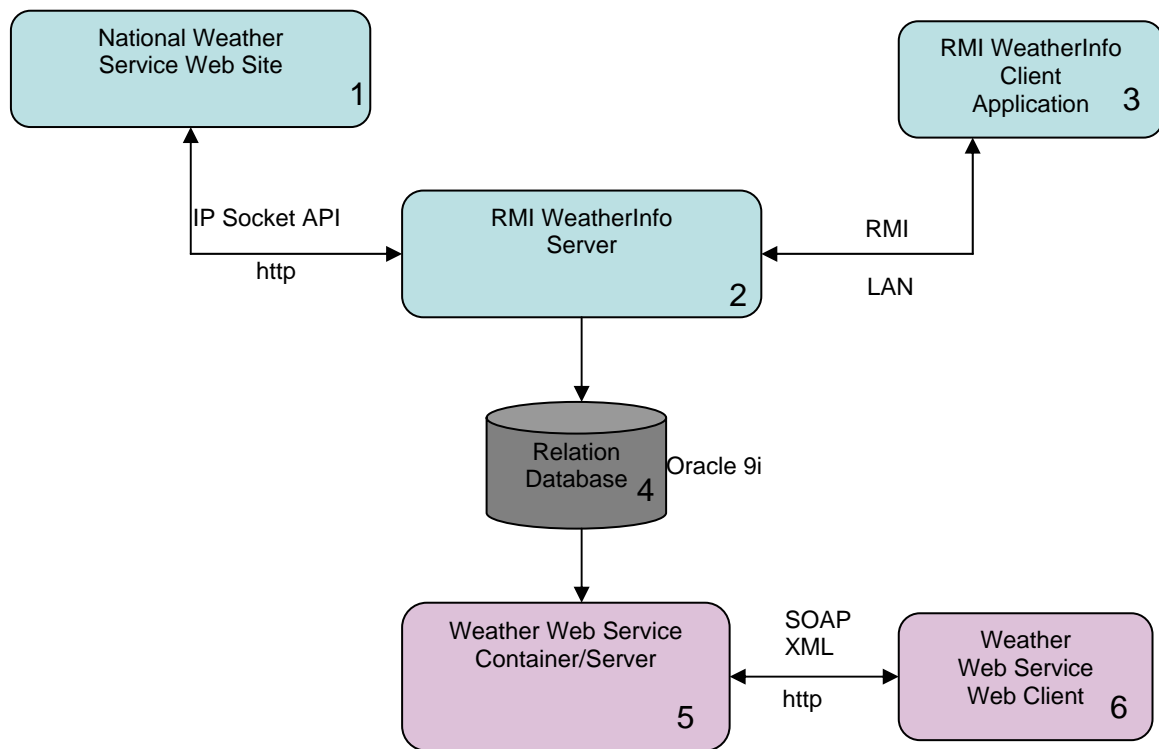 National Weather
Service Web Site
1
RMI WeatherInfo
Client
Application
3
IP Socket API
http
RMI WeatherInfo
Server
2
RMI
LAN
Relation
Database
4
Oracle 9i
Weather Web Service
Container/Server
5
SOAP
XML
http
Weather
Web Service
Web Client
6